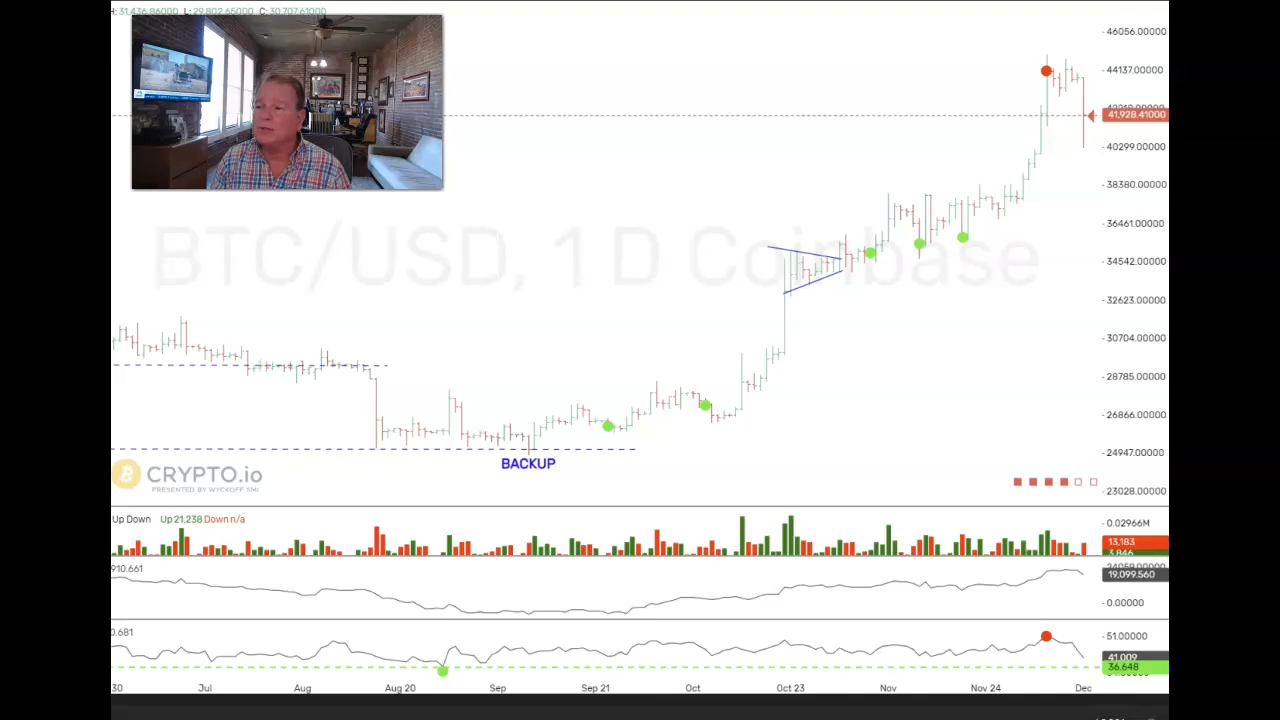 H: 31,436.86000 L: 29,802.65000 C: 30,707.61000
46056.00000
44137.00000
41,928.41000
40299.00000
38380.00000
36461.00000
BTC/USD, 1D Coinbase
34542.00000
32623.00000
30704.00000
28785.00000
26866.00000
24947.00000
BACKUP
CRYPTO.io
PRESENTED BY WYCKOFF SMI
23028.00000
Up Down Up 21,238 Down n/a
0.02966M
13,183
3,846
910.661
19,099.560
0.00000
0.681
51.00000
41.009
36.648
30 Jul Aug Aug 20 Sep Sep 21 Oct Oct 23 Nov Nov 24 Dec